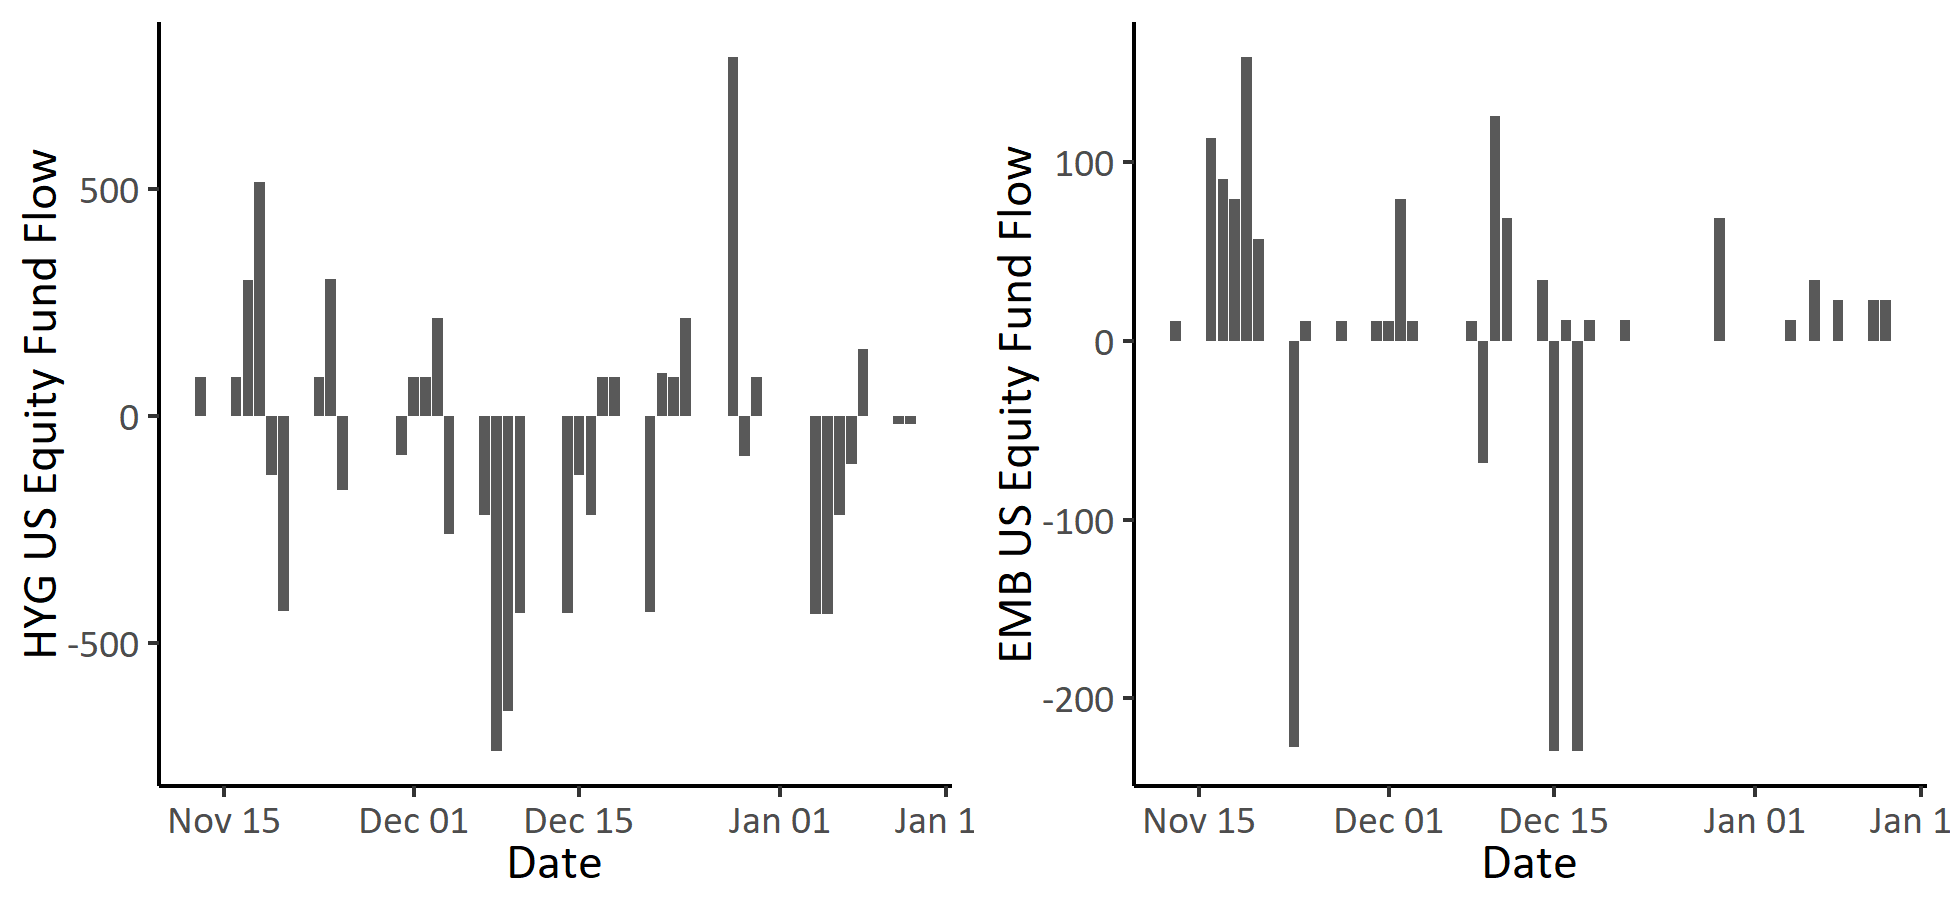 HYG US Equity Fund Flow
500
0
-500
Nov 15
Dec 01
Dec 15
Jan 01
Jan 1
Date
EMB US Equity Fund Flow
100
0
-100
-200
Nov 15
Dec 01
Dec 15
Jan 01
Jan 1
Date